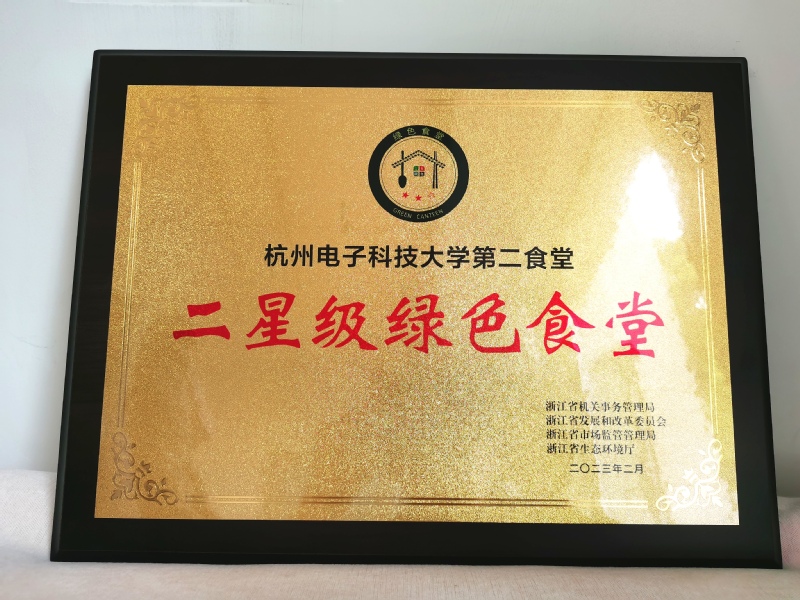 绿色食堂
GREEN CANTEEN
杭州电子科技大学第二食堂
二星级绿色食堂
浙江省机关事务管理局
浙江省发展和改革委员会
浙江省市场监督管理局
浙江省生态环境厅
二〇二三年二月